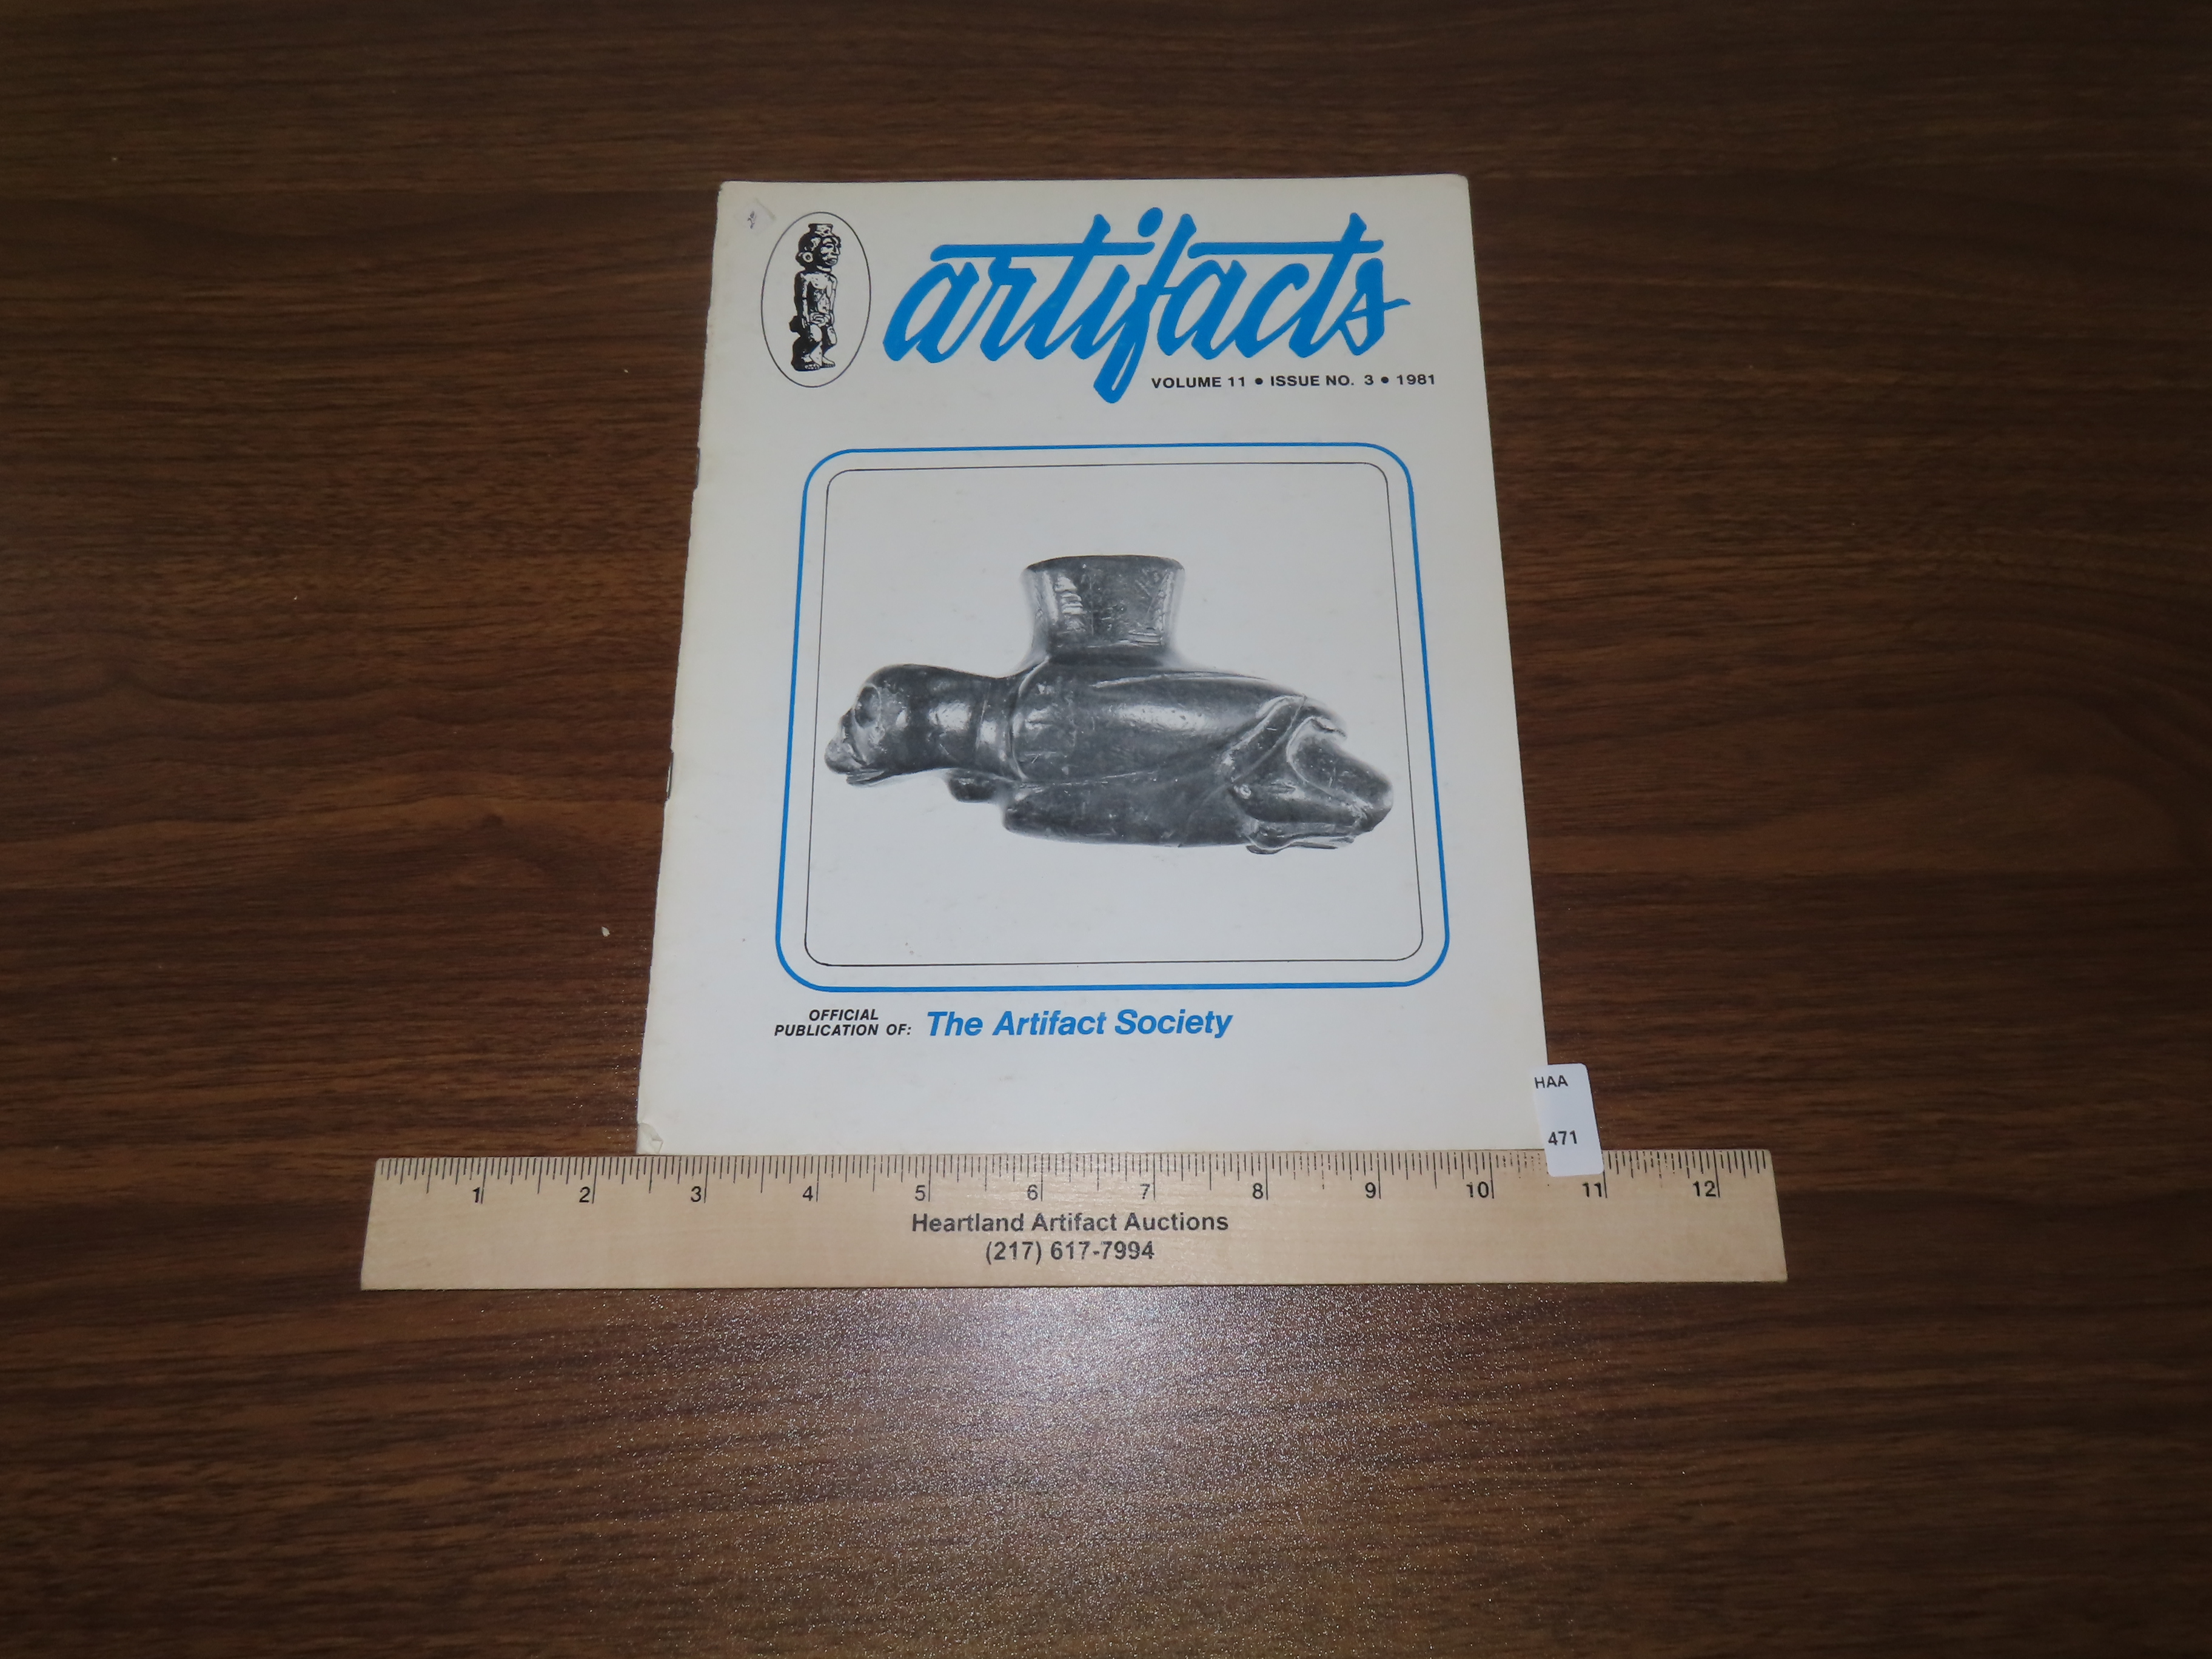 artifacts
VOLUME 11 • ISSUE NO. 3 • 1981
OFFICIAL
PUBLICATION OF: The Artifact Society
HAA
471
1 2 3 4 5 6 7 8 9 10 11 12
Heartland Artifact Auctions
(217) 617-7994